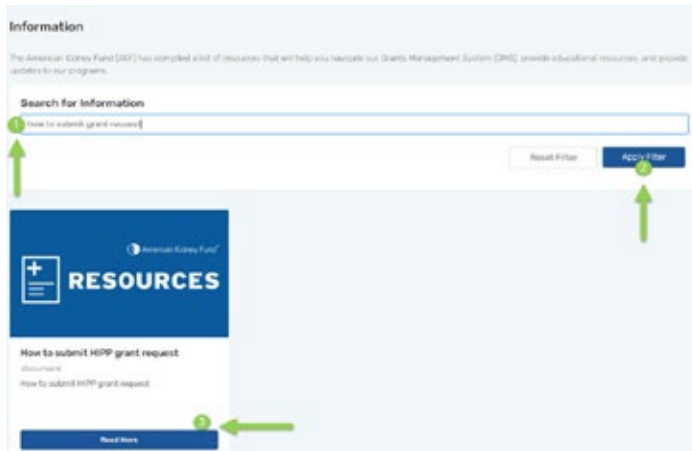 Information
The American Kidney Fund (AKF) has compiled a list of resources that will help you navigate our Grants Management System (GMS), provide educational resources, and provide
updates to our programs.
Search for Information
1
how to submit grant request
Reset Filter
Apply Filter
2
American Kidney Fund
RESOURCES
How to submit HIPP grant request
document
How to submit HIPP grant request
3
Read More